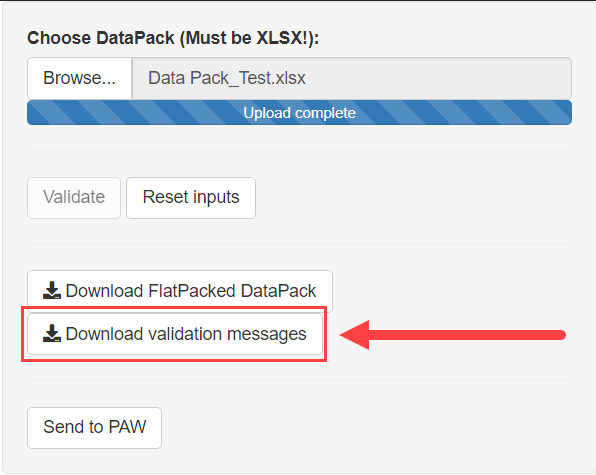 Choose DataPack (Must be XLSX!):
Browse... Data Pack_Test.xlsx
Upload complete
Validate Reset inputs
Download FlatPacked DataPack
Download validation messages
Send to PAW